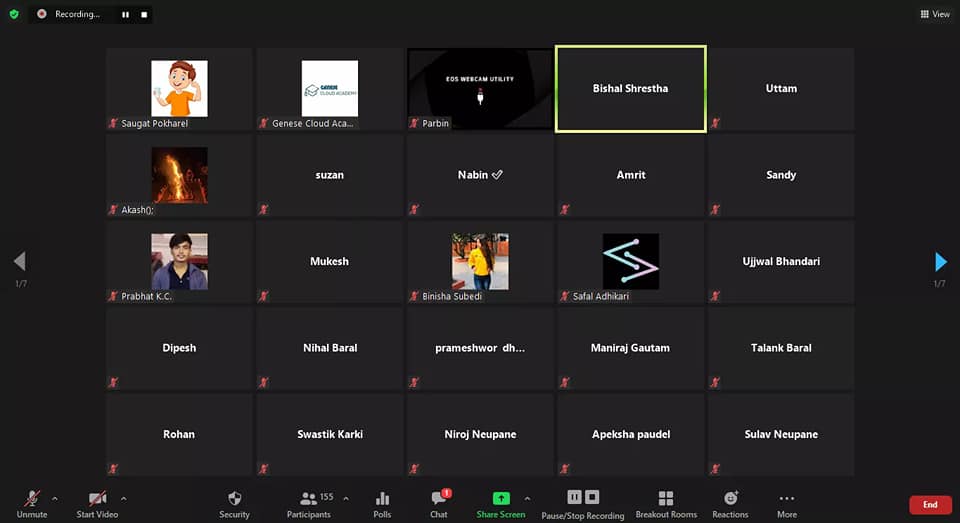 Recording...
View
EOS WEBCAM UTILITY
GENESE
CLOUD ACADEMY
Bishal Shrestha
Uttam
Saugat Pokharel
Genese Cloud Aca...
Parbin
suzan
Nabin
Amrit
Sandy
Akash();
Mukesh
Ujjwal Bhandari
1/7
1/7
Prabhat K.C.
Binisha Subedi
Safal Adhikari
Dipesh
Nihal Baral
prameshwor dh...
Maniraj Gautam
Talank Baral
Rohan
Swastik Karki
Niroj Neupane
Apeksha paudel
Sulav Neupane
155
1
Unmute
Start Video
Security
Participants
Polls
Chat
Share Screen
Pause/Stop Recording
Breakout Rooms
Reactions
More
End